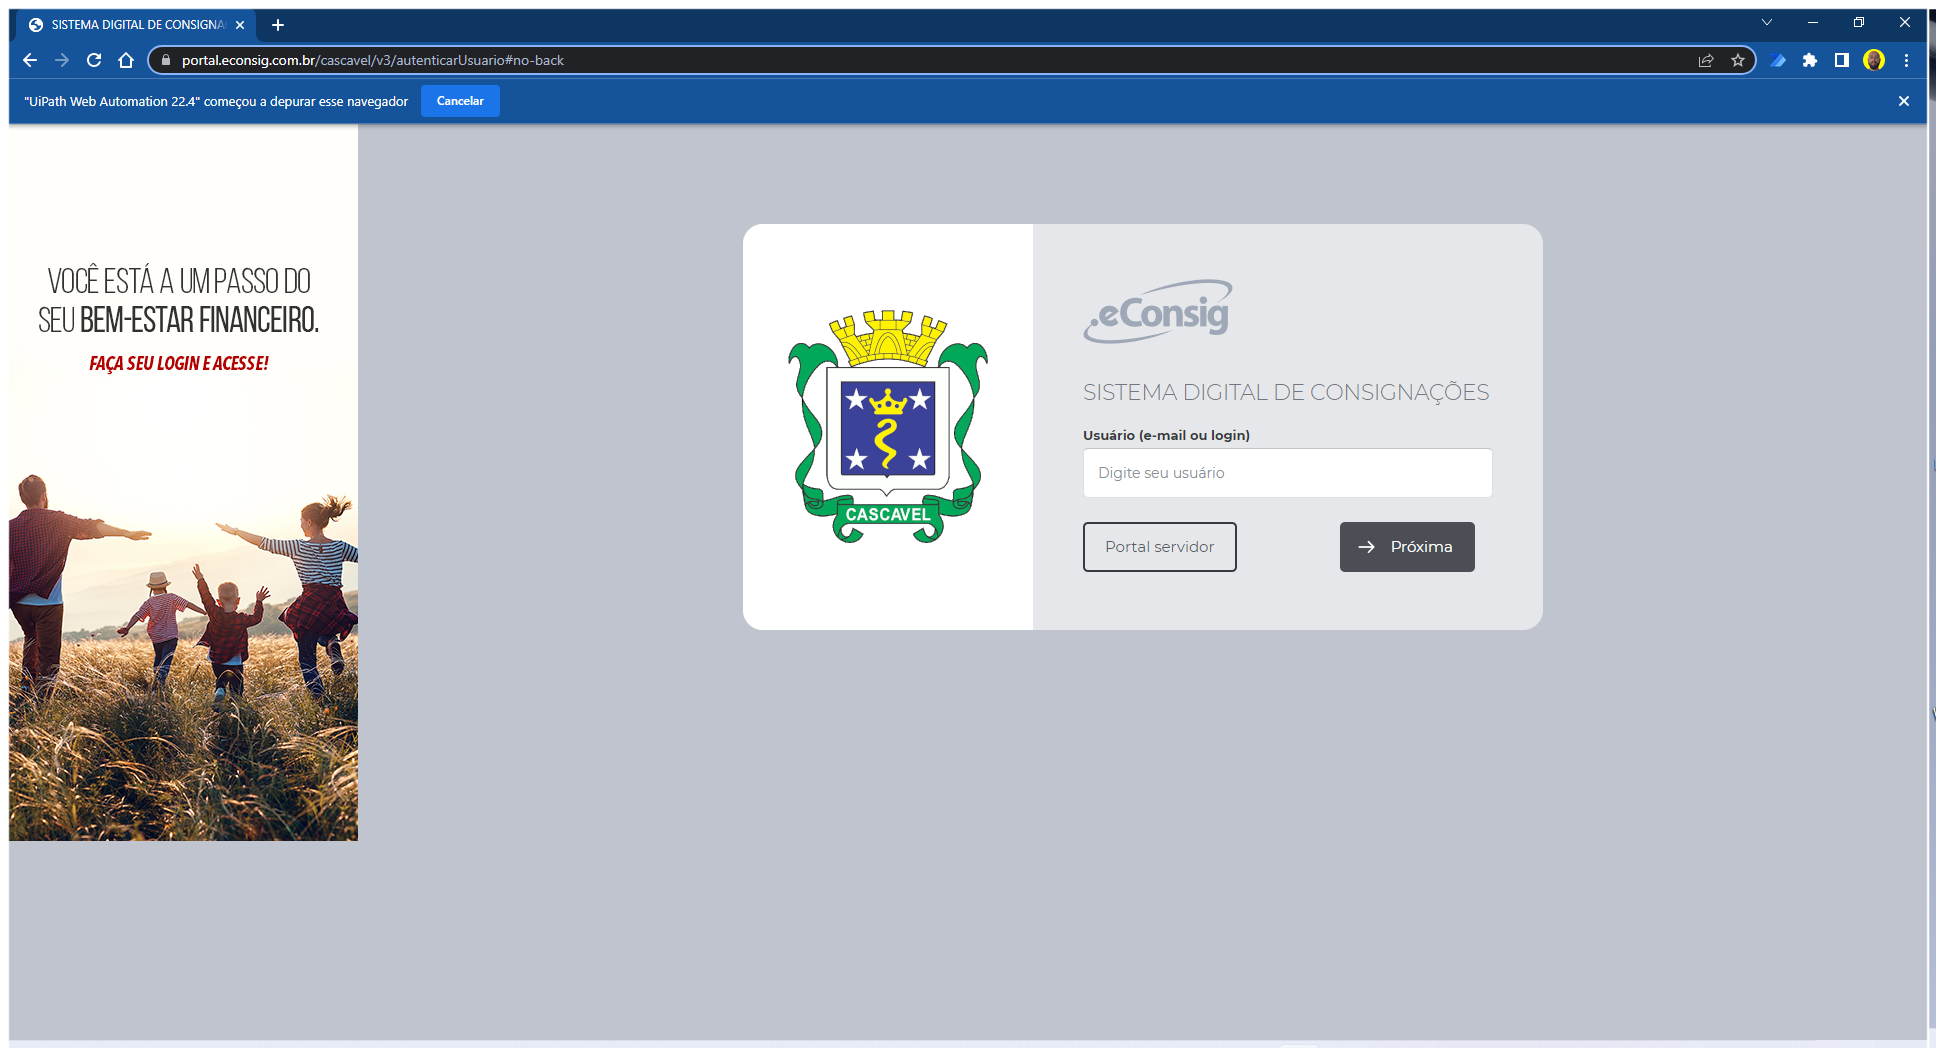 SISTEMA DIGITAL DE CONSIGNA
portal.econsig.com.br/cascavel/v3/autenticarUsuario#no-back
"UiPath Web Automation 22.4" começou a depurar esse navegador
Cancelar
VOCÊ ESTÁ A UM PASSO DO
SEU BEM-ESTAR FINANCEIRO.
FAÇA SEU LOGIN E ACESSE!
CASCAVEL
.eConsig
SISTEMA DIGITAL DE CONSIGNAÇÕES
Usuário (e-mail ou login)
Digite seu usuário
Portal servidor
Próxima